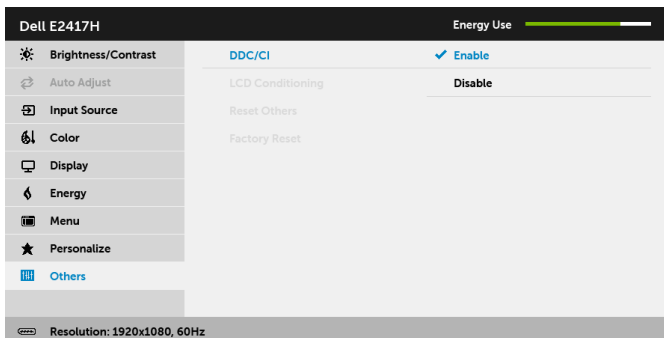 Dell E2417H Energy Use
Brightness/Contrast DDC/CI ✓ Enable
Auto Adjust LCD Conditioning Disable
Input Source Reset Others
Color Factory Reset
Display
Energy
Menu
Personalize
Others
Resolution: 1920x1080, 60Hz